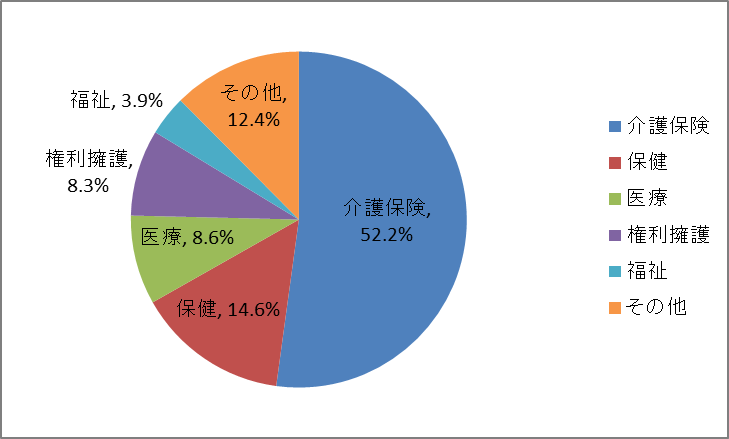 その他,
12.4%
福祉, 3.9%
権利擁護,
8.3%
医療, 8.6%
保健, 14.6%
介護保険,
52.2%
介護保険
保健
医療
権利擁護
福祉
その他